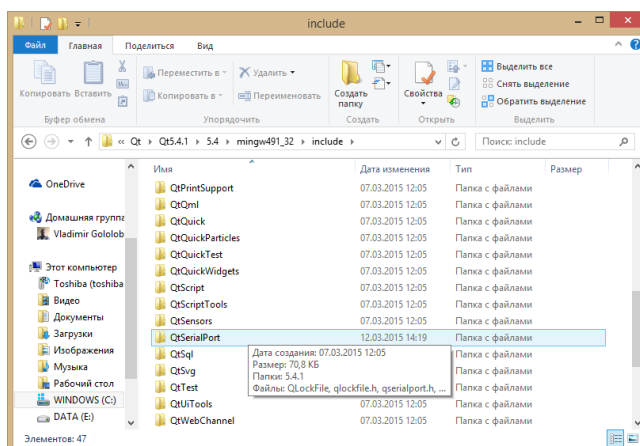 include
Файл Главная Поделиться Вид
Копировать Вставить
Переместить в Удалить
Копировать в Переименовать
Создать папку
Свойства
Выделить все
Снять выделение
Обратить выделение
Буфер обмена Упорядочить Создать Открыть Выделить
« Qt Qt5.4.1 5.4 mingw491_32 include
Поиск: include
Имя Дата изменения Тип Размер
OneDrive
Домашняя группа
Vladimir Gololob
Этот компьютер
Toshiba (toshiba
Видео
Документы
Загрузки
Изображения
Музыка
Рабочий стол
WINDOWS (C:)
DATA (E:)
QtPrintSupport 07.03.2015 12:05 Папка с файлами
QtQml 07.03.2015 12:05 Папка с файлами
QtQuick 07.03.2015 12:05 Папка с файлами
QtQuickParticles 07.03.2015 12:05 Папка с файлами
QtQuickTest 07.03.2015 12:05 Папка с файлами
QtQuickWidgets 07.03.2015 12:05 Папка с файлами
QtScript 07.03.2015 12:05 Папка с файлами
QtScriptTools 07.03.2015 12:05 Папка с файлами
QtSensors 07.03.2015 12:05 Папка с файлами
QtSerialPort 12.03.2015 14:19 Папка с файлами
QtSql Папка с файлами
QtSvg Папка с файлами
QtTest Папка с файлами
QtUiTools 07.03.2015 12:05 Папка с файлами
QtWebChannel 07.03.2015 12:05 Папка с файлами
Дата создания: 07.03.2015 12:05
Размер: 70,8 КБ
Папки: 5.4.1
Файлы: QLockFile, qlockfile.h, qserialport.h, ...
Элементов: 47